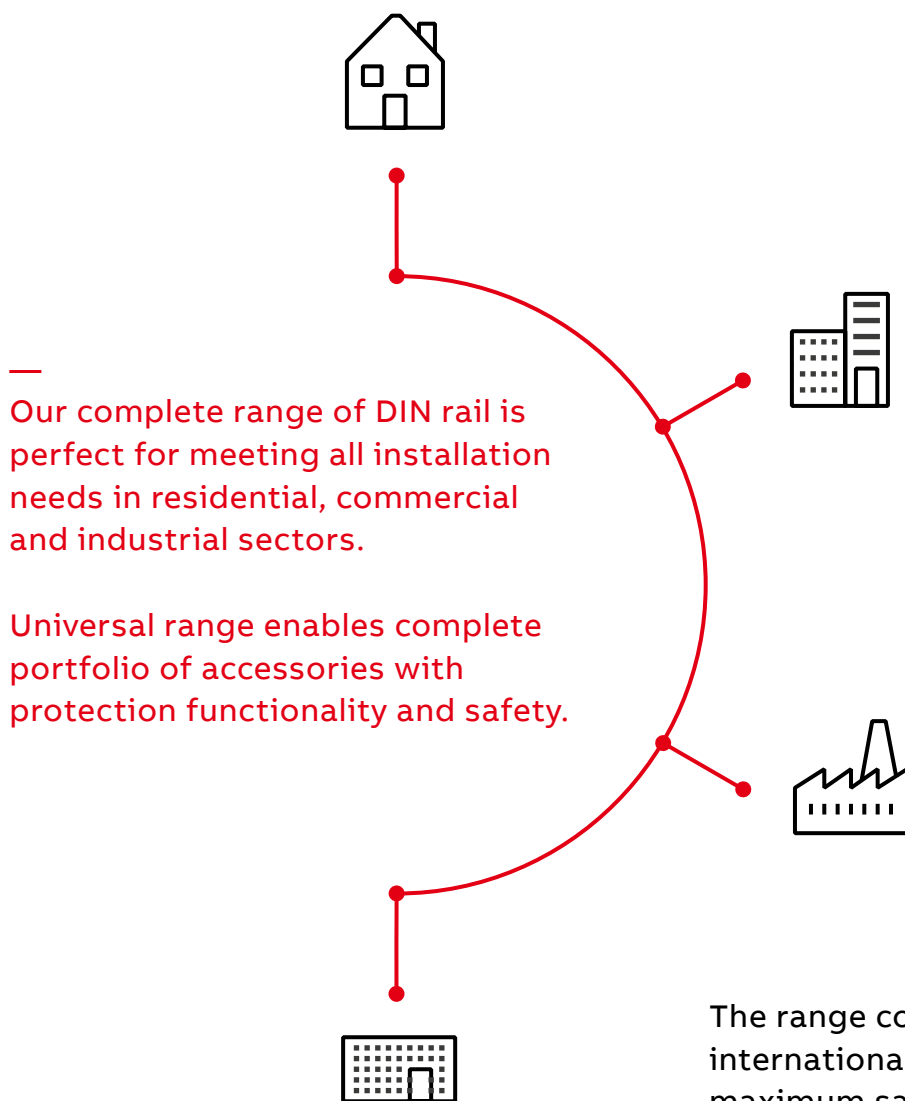 Our complete range of DIN rail is
perfect for meeting all installation
needs in residential, commercial
and industrial sectors.
Universal range enables complete
portfolio of accessories with
protection functionality and safety.
The range
internationa
maximum